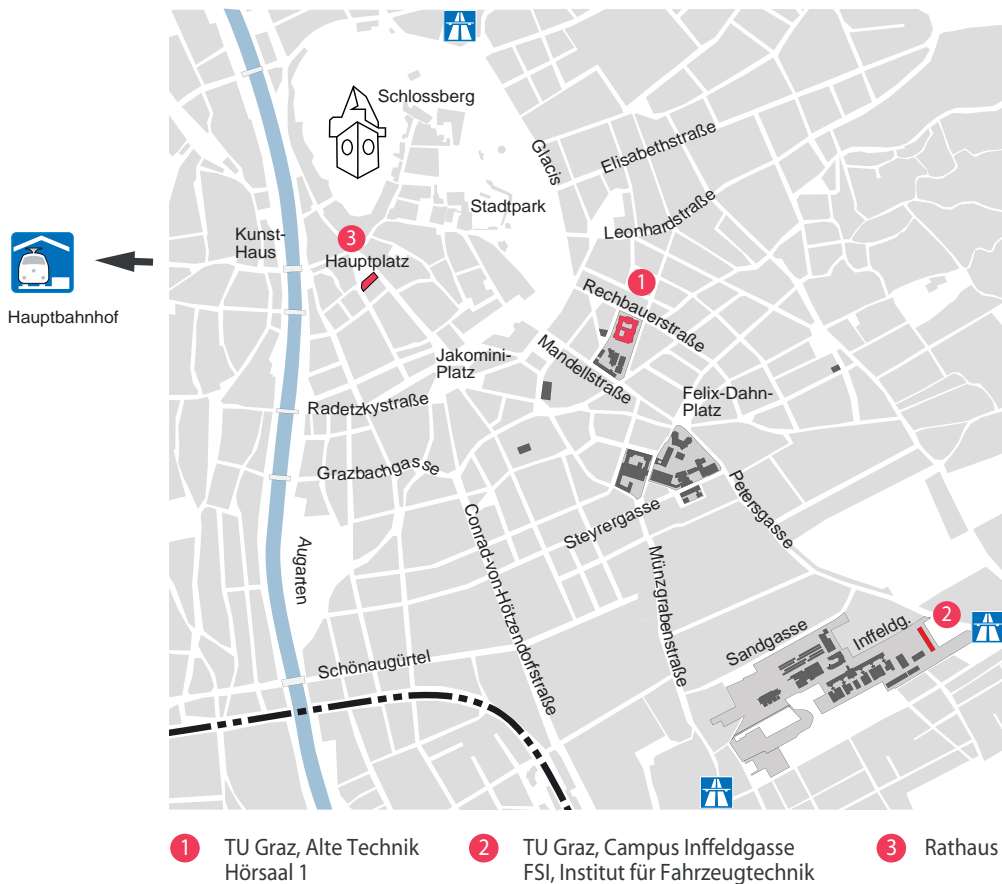 Schlossberg
Glacis
Elisabethstraße
Stadtpark
Leonhardstraße
Kunst-
Haus
3
Hauptplatz
Hauptbahnhof
1
Rechbauerstraße
Jakomini-
Platz
Mandellstraße
Radetzkystraße
Felix-Dahn-
Platz
Grazbachgasse
Petersgasse
Steyrergasse
Conrad-von-Hötzendorfstraße
Augarten
Münzgrabenstraße
Sandgasse
Inffeldg.
2
Schönaugürtel
1 TU Graz, Alte Technik
Hörsaal 1
2 TU Graz, Campus Inffeldgasse
FSI, Institut für Fahrzeugtechnik
3 Rathaus